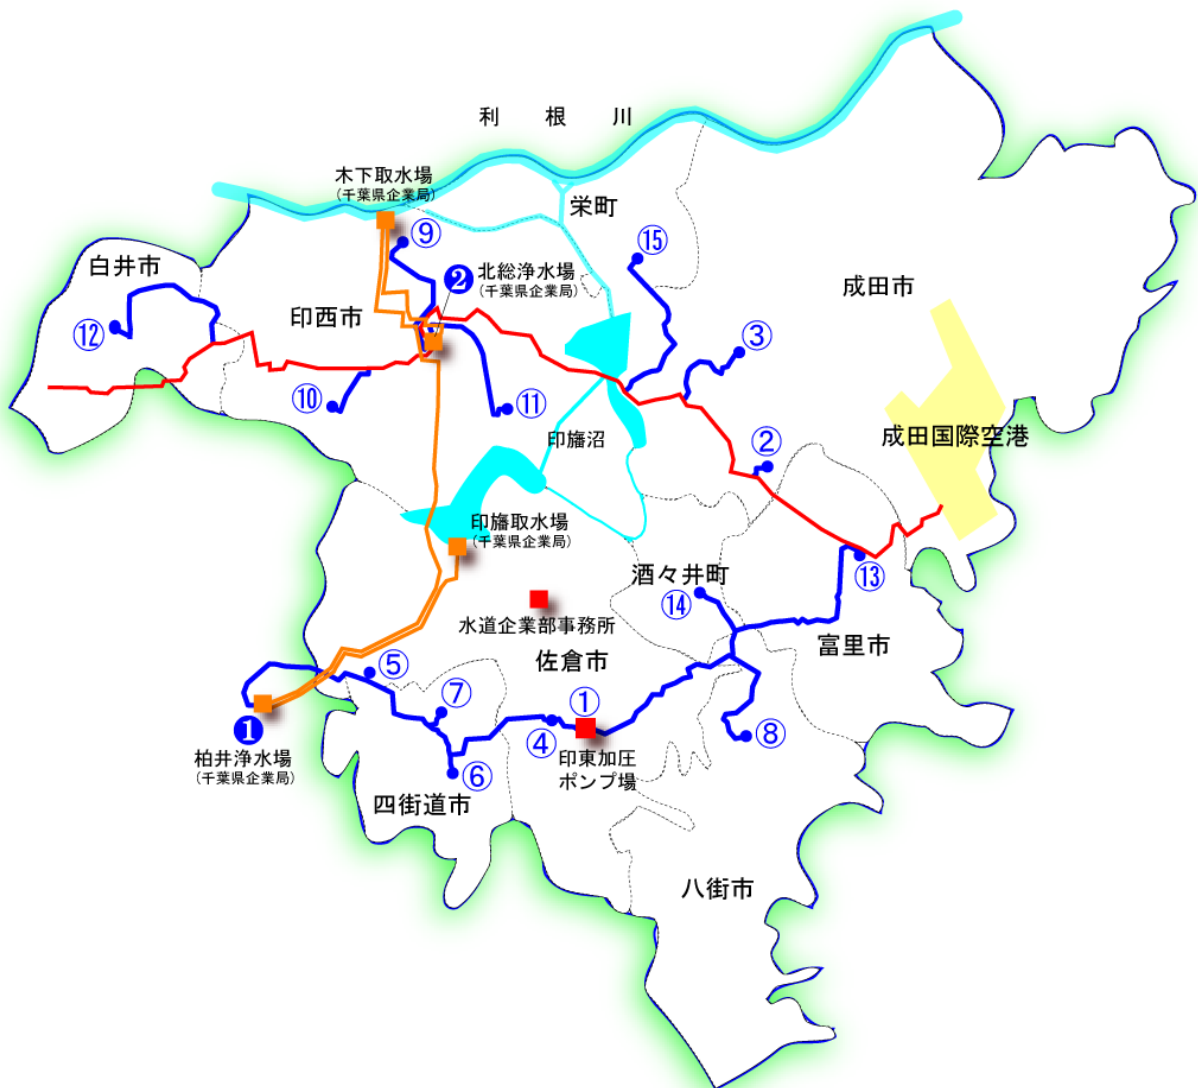 利根川
木下取水場
(千葉県企業局)
栄町
⑨
⑮
白井市
❷
北総浄水場
(千葉県企業局)
成田市
印西市
⑫
③
⑩
⑪
印旛沼
②
成田国際空港
印旛取水場
(千葉県企業局)
酒々井町
⑬
⑭
水道企業部事務所
富里市
佐倉市
⑤
⑦
①
❶
④
⑧
柏井浄水場
(千葉県企業局)
印東加圧
ポンプ場
⑥
四街道市
八街市